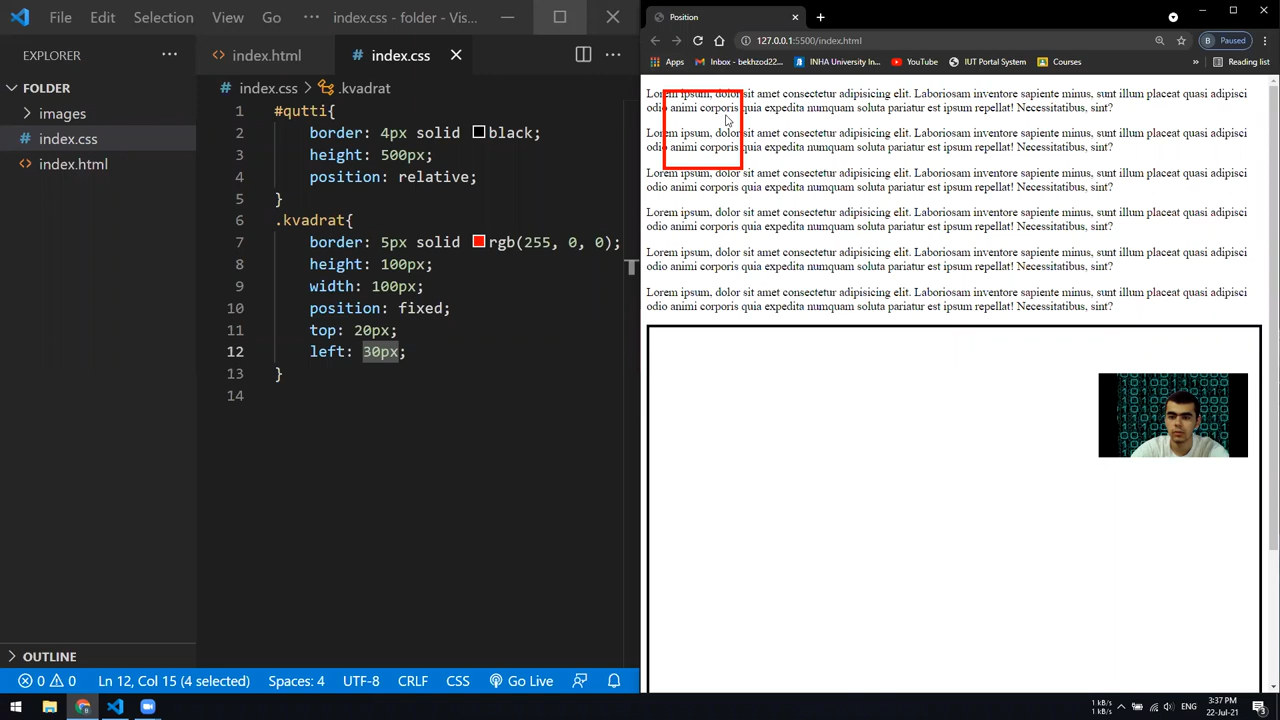 File Edit Selection View Go ··· index.css - folder - Vis...
EXPLORER ···
index.html
index.css
FOLDER
images
# index.css
index.html
# index.css > .kvadrat
1 #qutti{
2 border: 4px solid black;
3 height: 500px;
4 position: relative;
5 }
6 .kvadrat{
7 border: 5px solid rgb(255, 0, 0);
8 height: 100px;
9 width: 100px;
10 position: fixed;
11 top: 20px;
12 left: 30px;
13 }
14
OUTLINE
0 0 Ln 12, Col 15 (4 selected) Spaces: 4 UTF-8 CRLF CSS Go Live
Position
127.0.0.1:5500/index.html
B Paused
Apps Inbox - bekhzod22... INHA University In... YouTube IUT Portal System Courses » Reading list
Lorem ipsum, dolor sit amet consectetur adipisicing elit. Laboriosam inventore sapiente minus, sunt illum placeat quasi adipisci
odio animi corporis quia expedita numquam soluta pariatur est ipsum repellat! Necessitatibus, sint?
Lorem ipsum, dolor sit amet consectetur adipisicing elit. Laboriosam inventore sapiente minus, sunt illum placeat quasi adipisci
odio animi corporis quia expedita numquam soluta pariatur est ipsum repellat! Necessitatibus, sint?
Lorem ipsum, dolor sit amet consectetur adipisicing elit. Laboriosam inventore sapiente minus, sunt illum placeat quasi adipisci
odio animi corporis quia expedita numquam soluta pariatur est ipsum repellat! Necessitatibus, sint?
Lorem ipsum, dolor sit amet consectetur adipisicing elit. Laboriosam inventore sapiente minus, sunt illum placeat quasi adipisci
odio animi corporis quia expedita numquam soluta pariatur est ipsum repellat! Necessitatibus, sint?
Lorem ipsum, dolor sit amet consectetur adipisicing elit. Laboriosam inventore sapiente minus, sunt illum placeat quasi adipisci
odio animi corporis quia expedita numquam soluta pariatur est ipsum repellat! Necessitatibus, sint?
Lorem ipsum, dolor sit amet consectetur adipisicing elit. Laboriosam inventore sapiente minus, sunt illum placeat quasi adipisci
odio animi corporis quia expedita numquam soluta pariatur est ipsum repellat! Necessitatibus, sint?
1 kB/s
1 kB/s
ENG
3:37 PM
22-Jul-21
3